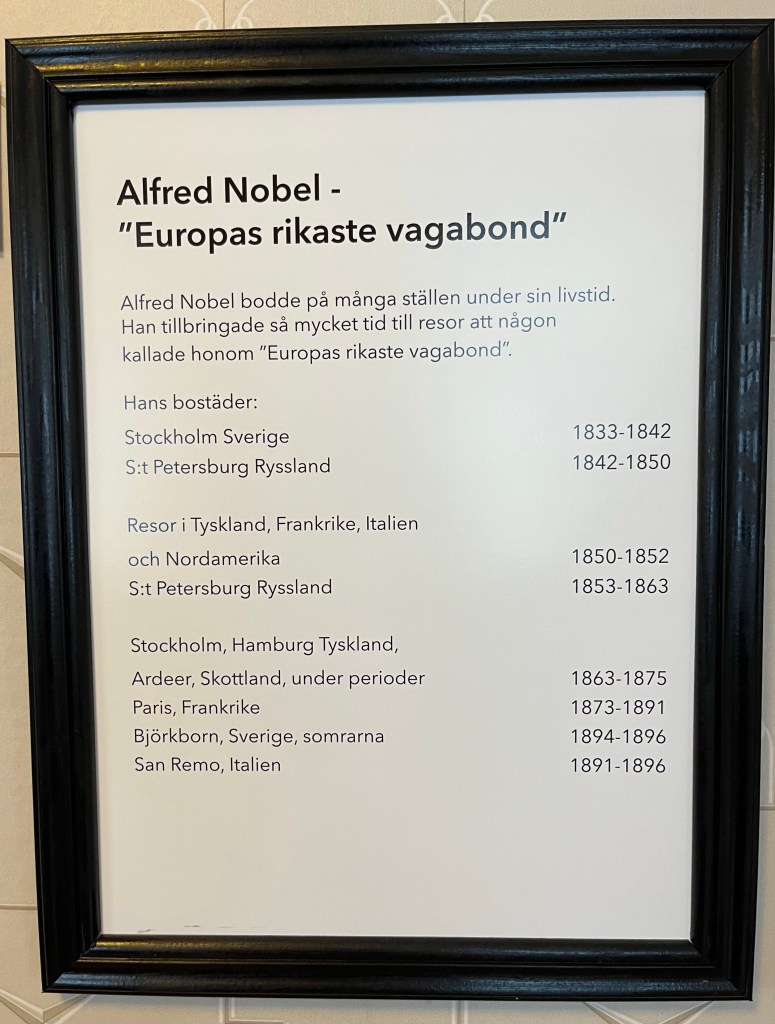 Alfred Nobel -
”Europas rikaste vagabond”
Alfred Nobel bodde på många ställen under sin livstid.
Han tillbringade så mycket tid till resor att någon
kallade honom ”Europas rikaste vagabond”.
Hans bostäder:
Stockholm Sverige 1833-1842
S:t Petersburg Ryssland 1842-1850
Resor i Tyskland, Frankrike, Italien
och Nordamerika 1850-1852
S:t Petersburg Ryssland 1853-1863
Stockholm, Hamburg Tyskland,
Ardeer, Skottland, under perioder 1863-1875
Paris, Frankrike 1873-1891
Björkborn, Sverige, somrarna 1894-1896
San Remo, Italien 1891-1896